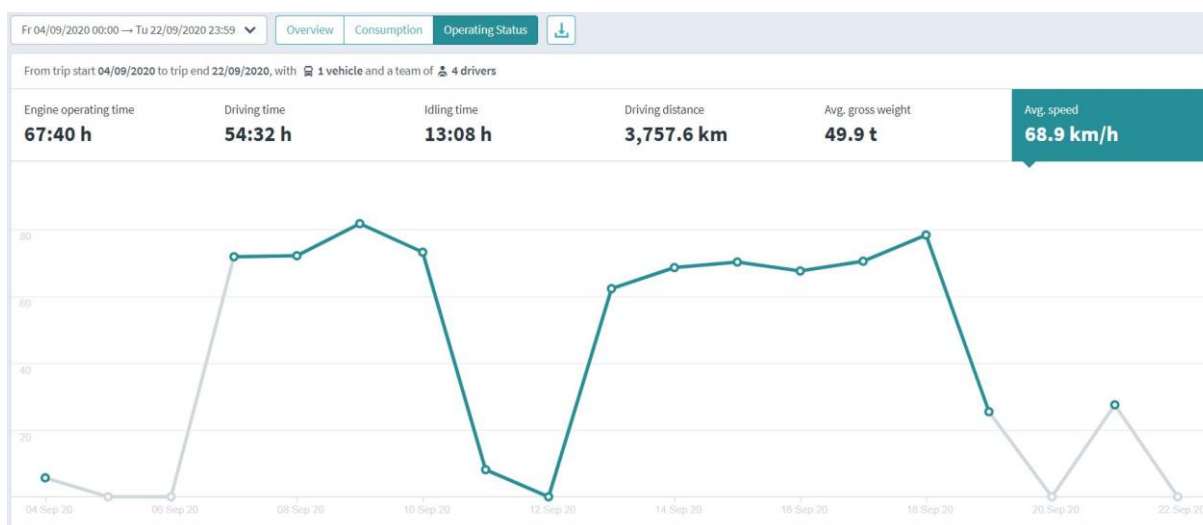 Fr 04/09/2020 00:00 → Tu 22/09/2020 23:59 Overview Consumption Operating Status
From trip start 04/09/2020 to trip end 22/09/2020, with 1 vehicle and a team of 4 drivers
Engine operating time Driving time Idling time Driving distance Avg. gross weight Avg. speed
67:40 h 54:32 h 13:08 h 3,757.6 km 49.9 t 68.9 km/h
80
60
40
20
04 Sep 20 06 Sep 20 08 Sep 20 10 Sep 20 12 Sep 20 14 Sep 20 16 Sep 20 18 Sep 20 20 Sep 20 22 Sep 20